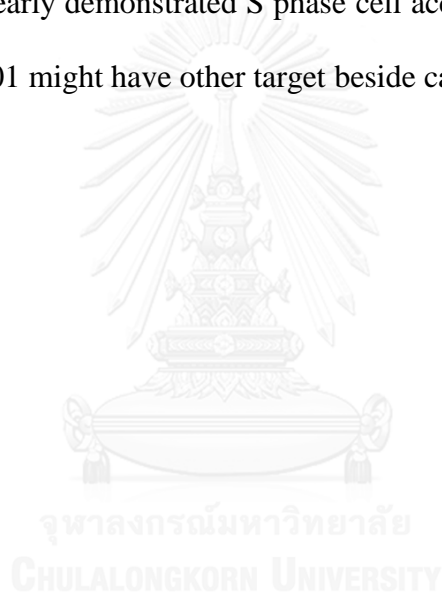 early demonstrated S phase cell acc
01 might have other target beside ca
จุฬาลงกรณ์มหาวิทยาลัย
CHULALONGKORN UNIVERSITY